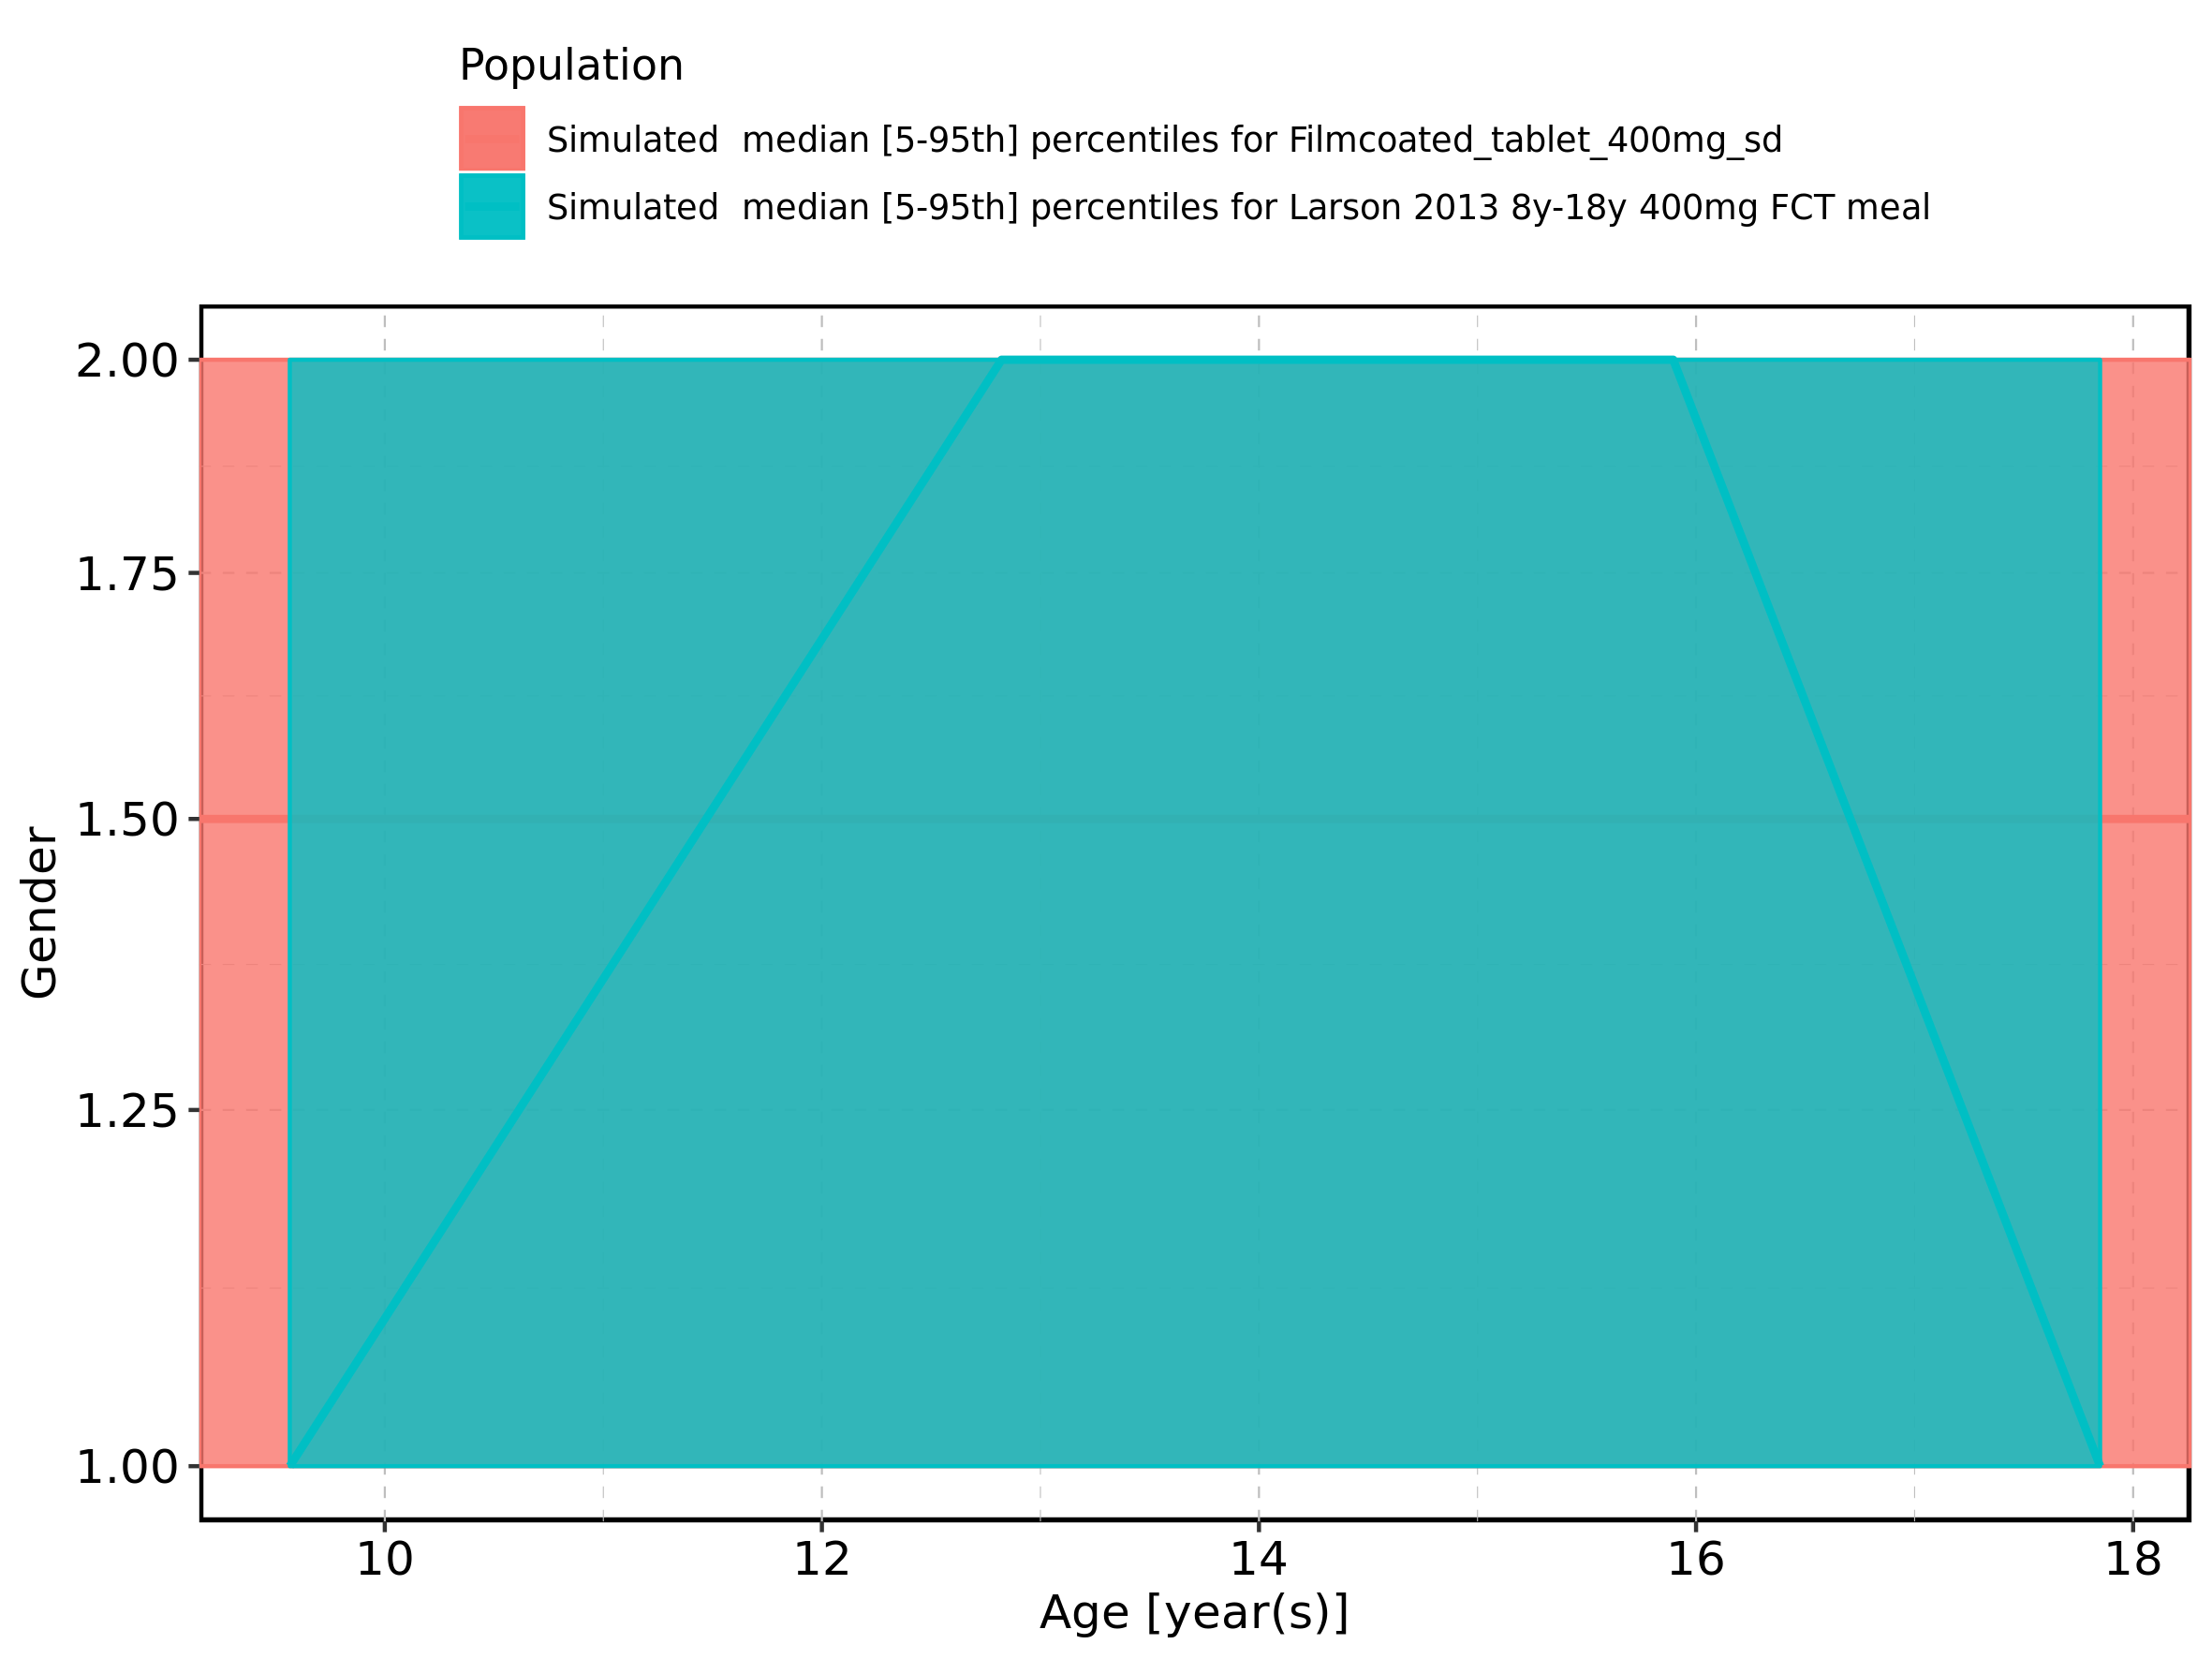 Population
Simulated  median [5-95th] percentiles for Filmcoated_tablet_400mg_sd
Simulated  median [5-95th] percentiles for Larson 2013 8y-18y 400mg FCT meal
2.00
1.75
1.50
1.25
1.00
Gender
10 12 14 16 18
Age [year(s)]